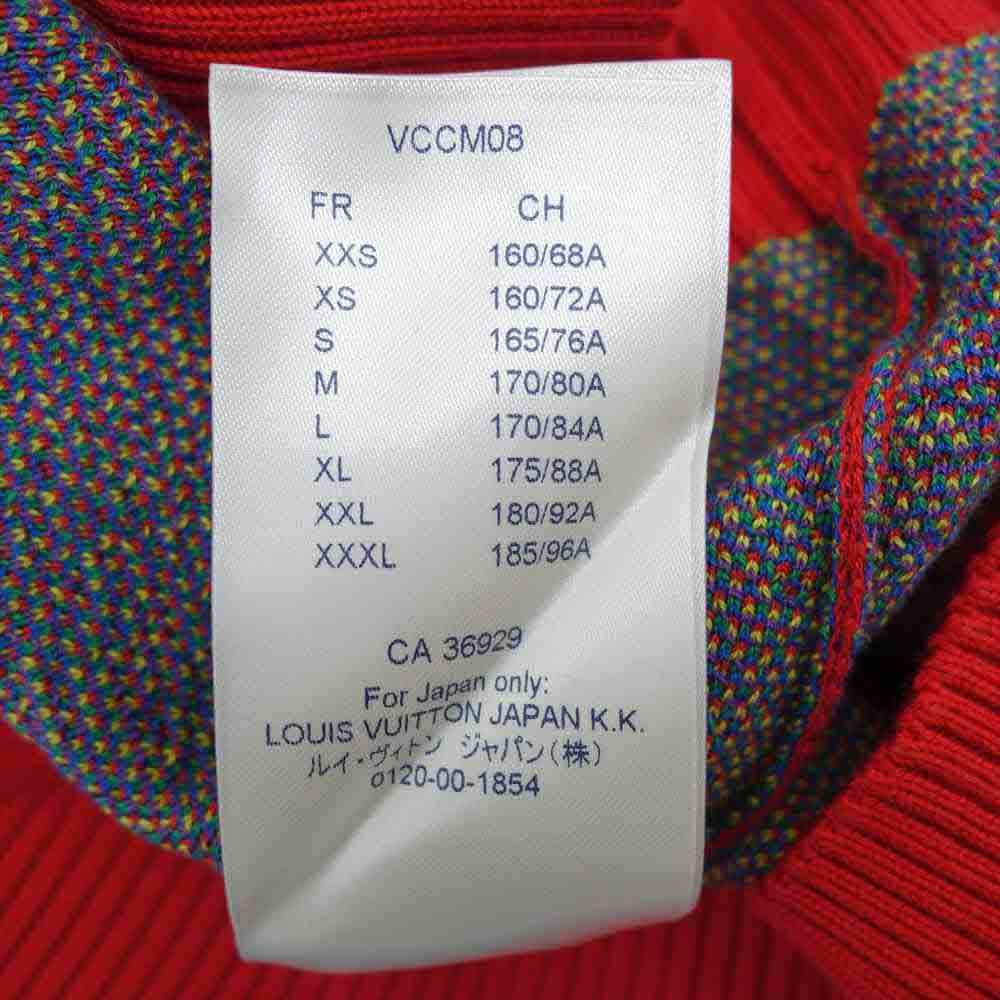 VCCM08
FR CH
XXS 160/68A
XS 160/72A
S 165/76A
M 170/80A
L 170/84A
XL 175/88A
XXL 180/92A
XXXL 185/96A
CA 36929
For Japan only:
LOUIS VUITTON JAPAN K.K.
ルイ・ヴィトン ジャパン(株)
0120-00-1854